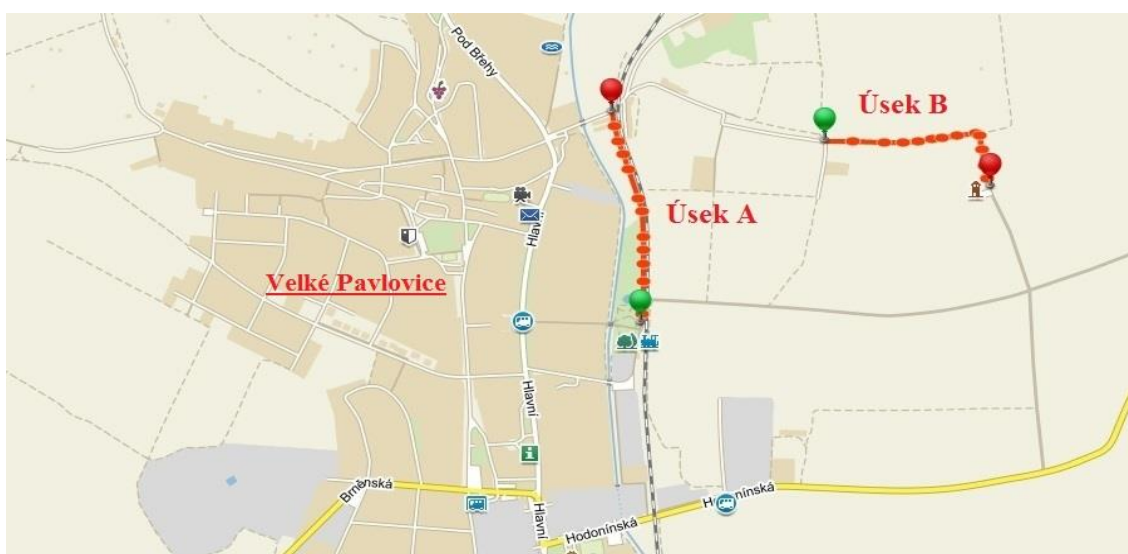 Pod Břehy
Úsek B
Úsek A
Hlavní
Velké Pavlovice
Hlavní
Brněnská
Hlavní
Hodonínská
Hodonínská